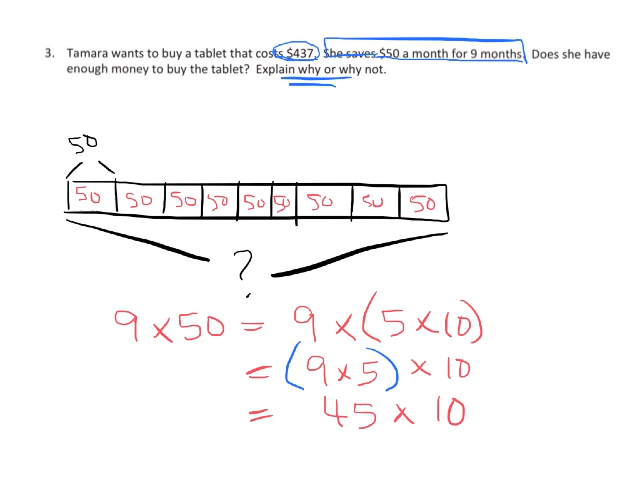 3. Tamara wants to buy a tablet that costs $437. She saves $50 a month for 9 months. Does she have
enough money to buy the tablet? Explain why or why not.
50
50 50 50 50 50 50 50 50 50
?
9 x 50 = 9 x (5 x 10)
= (9 x 5) x 10
= 45 x 10